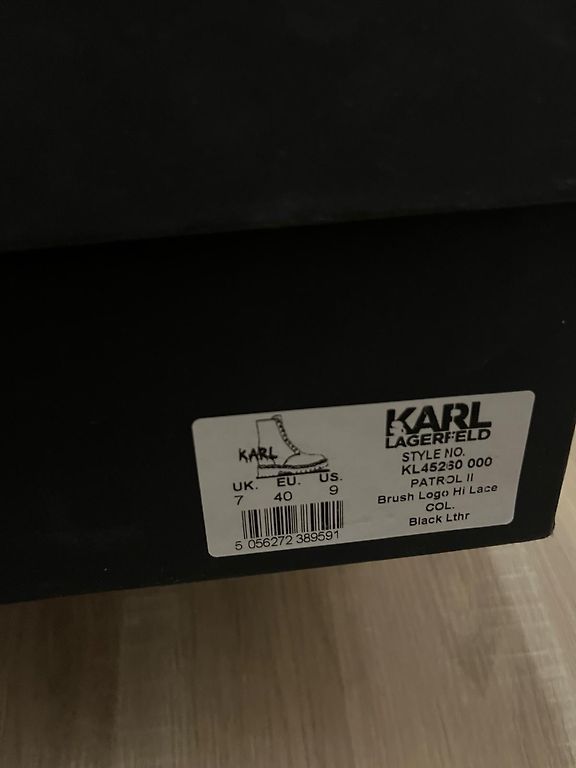 KARL
LAGERFELD
STYLE NO.
KL45260 000
PATROL II
Brush Logo Hi Lace
COL.
Black Lthr
KARL
UK. EU. US.
7 40 9
5 056272 389591